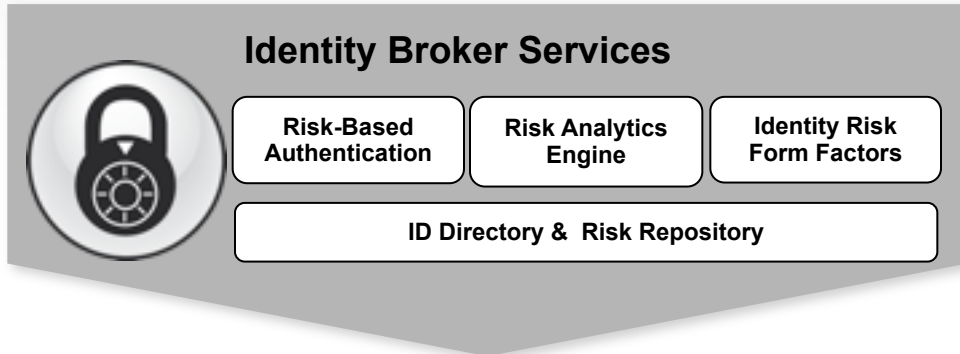 Identity Broker Services
Risk-Based
Authentication
Risk Analytics
Engine
Identity Risk
Form Factors
ID Directory &  Risk Repository